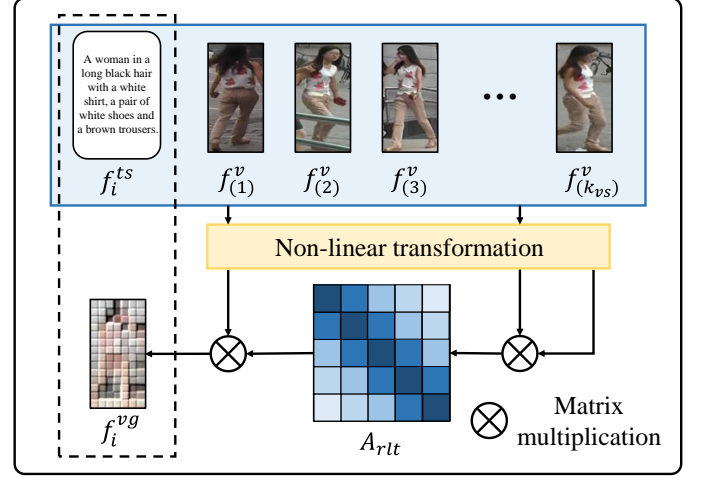 A woman in a
long black hair
with a white
shirt, a pair of
white shoes and
a brown trousers.
f_i^{ts} f_{(1)}^v f_{(2)}^v f_{(3)}^v ... f_{(k_{vs})}^v
Non-linear transformation
f_i^{vg}
A_{rlt}
Matrix
multiplication